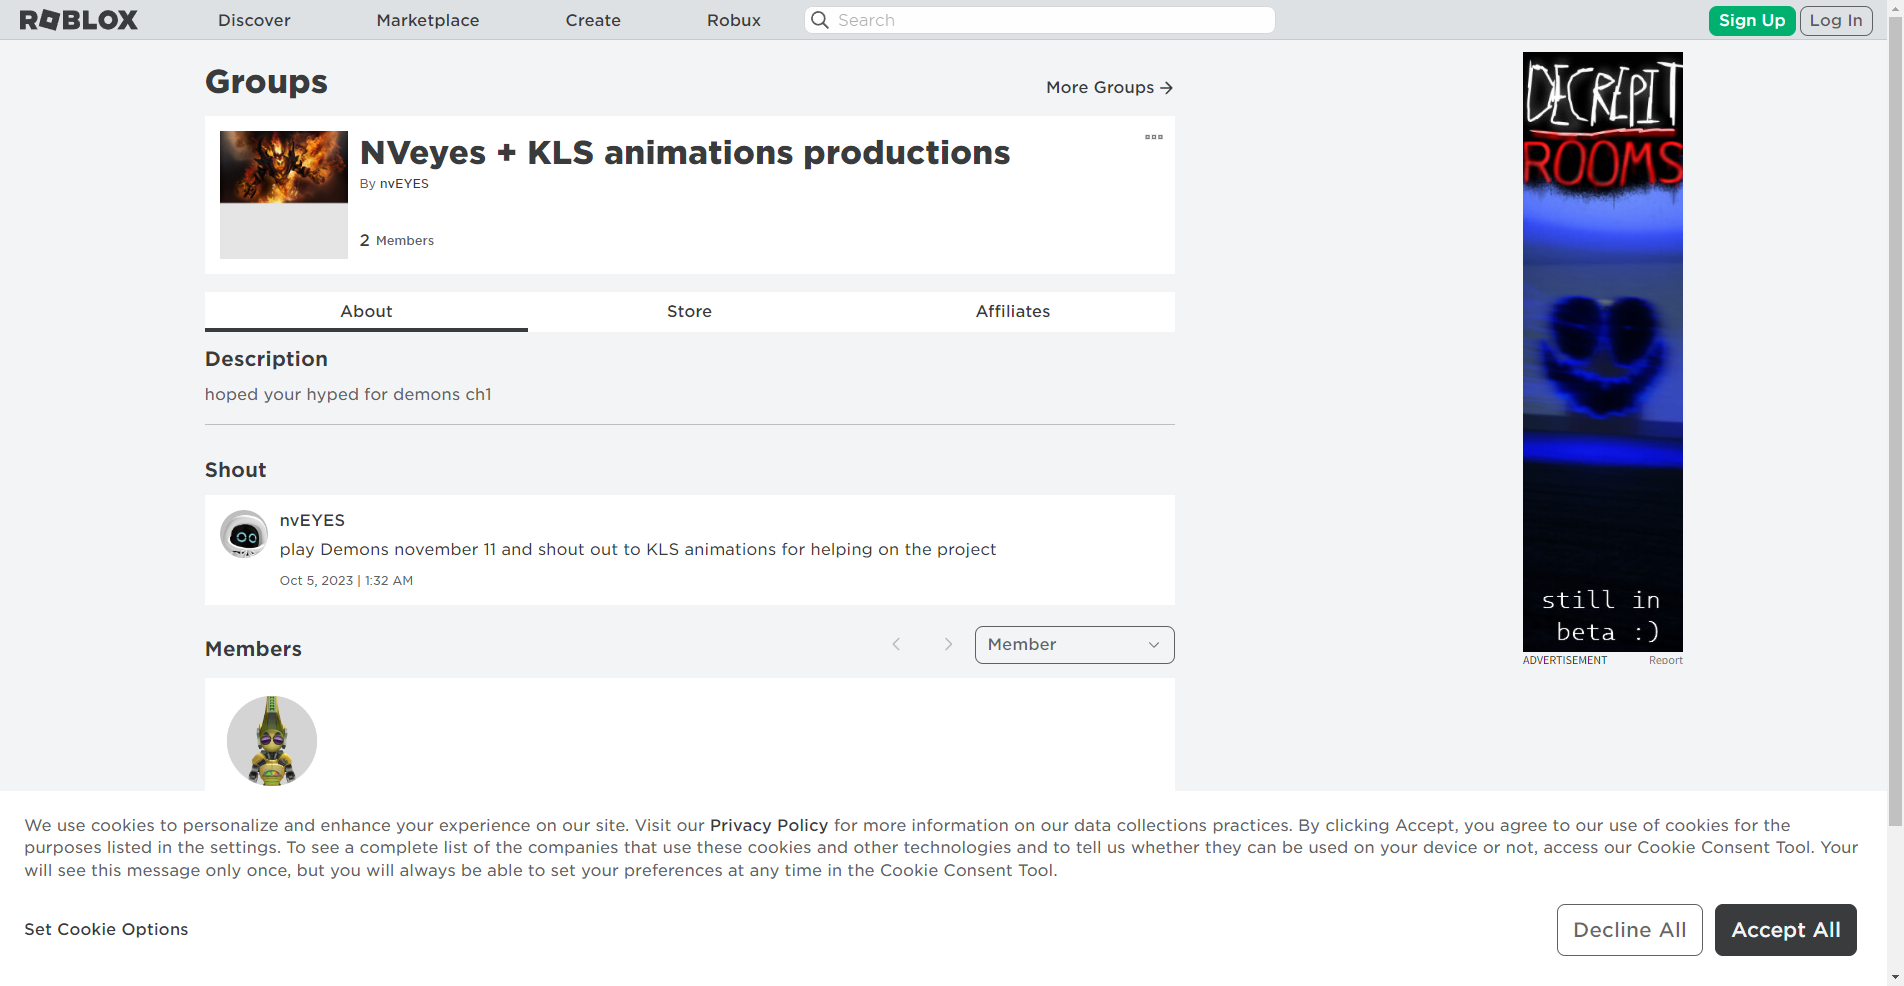 ROBLOX
Discover
Marketplace
Create
Robux
Search
Sign Up
Log In
Groups
More Groups
NVeyes + KLS animations productions
By nvEYES
2 Members
About
Store
Affiliates
Description
hoped your hyped for demons ch1
Shout
nvEYES
play Demons november 11 and shout out to KLS animations for helping on the project
Oct 5, 2023 | 1:32 AM
Members
Member
DECREPIT
ROOMS
still in
beta :)
ADVERTISEMENT
Report
We use cookies to personalize and enhance your experience on our site. Visit our Privacy Policy for more information on our data collections practices. By clicking Accept, you agree to our use of cookies for the
purposes listed in the settings. To see a complete list of the companies that use these cookies and other technologies and to tell us whether they can be used on your device or not, access our Cookie Consent Tool. Your
will see this message only once, but you will always be able to set your preferences at any time in the Cookie Consent Tool.
Set Cookie Options
Decline All
Accept All